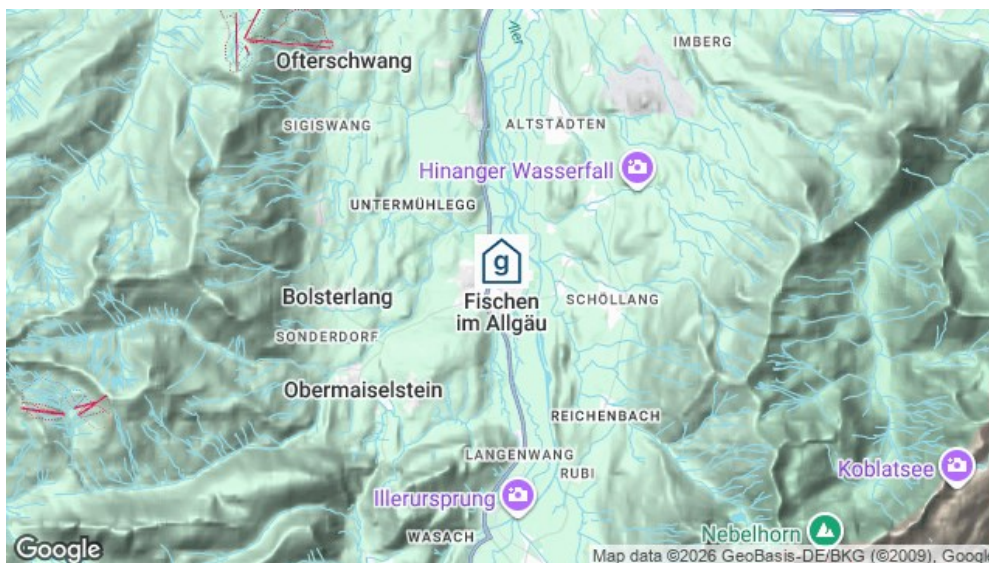 Iller
IMBERG
Ofterschwang
SIGISWANG
ALTSTÄDTEN
Hinanger Wasserfall
UNTERMÜHLEGG
g
Bolsterlang
Fischen
im Allgäu
SCHÖLLANG
SONDERDORF
Obermaiselstein
REICHENBACH
LANGENWANG
RUBI
Koblatsee
Illerursprung
WASACH
Nebelhorn
Google
Map data ©2026 GeoBasis-DE/BKG (©2009), Google